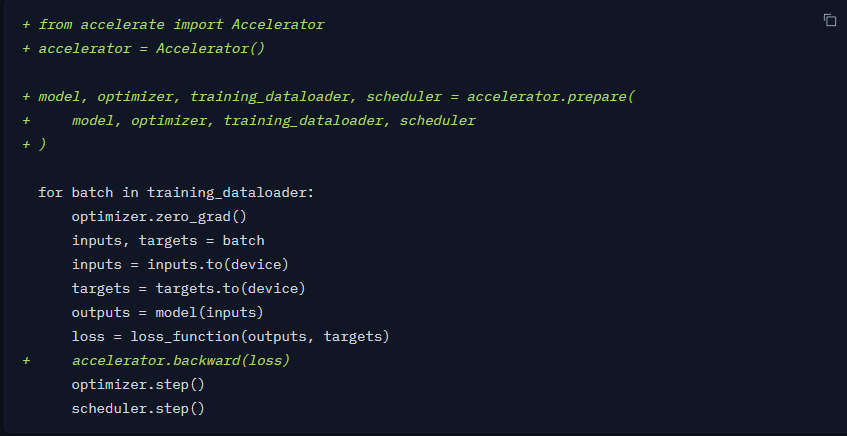 + from accelerate import Accelerator
+ accelerator = Accelerator()
+ model, optimizer, training_dataloader, scheduler = accelerator.prepare(
+     model, optimizer, training_dataloader, scheduler
+ )
  for batch in training_dataloader:
      optimizer.zero_grad()
      inputs, targets = batch
      inputs = inputs.to(device)
      targets = targets.to(device)
      outputs = model(inputs)
      loss = loss_function(outputs, targets)
+     accelerator.backward(loss)
      optimizer.step()
      scheduler.step()